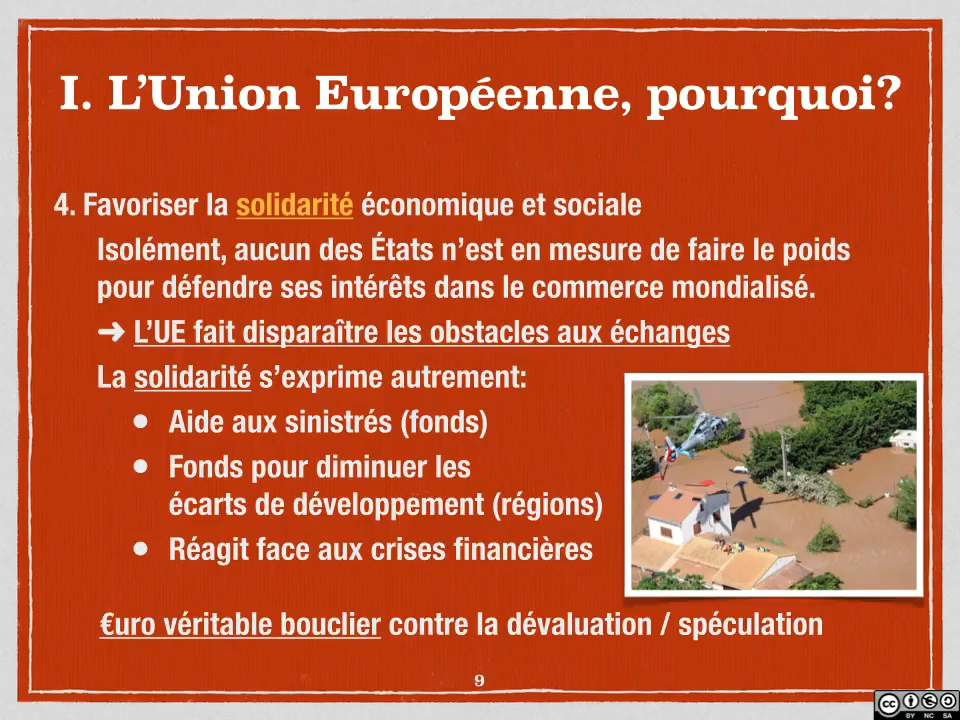 I. L’Union Européenne, pourquoi?
4. Favoriser la solidarité économique et sociale
Isolément, aucun des États n’est en mesure de faire le poids
pour défendre ses intérêts dans le commerce mondialisé.
➜ L’UE fait disparaître les obstacles aux échanges
La solidarité s’exprime autrement:
• Aide aux sinistrés (fonds)
• Fonds pour diminuer les
écarts de développement (régions)
• Réagit face aux crises financières
€uro véritable bouclier contre la dévaluation / spéculation
9
cc BY NC SA